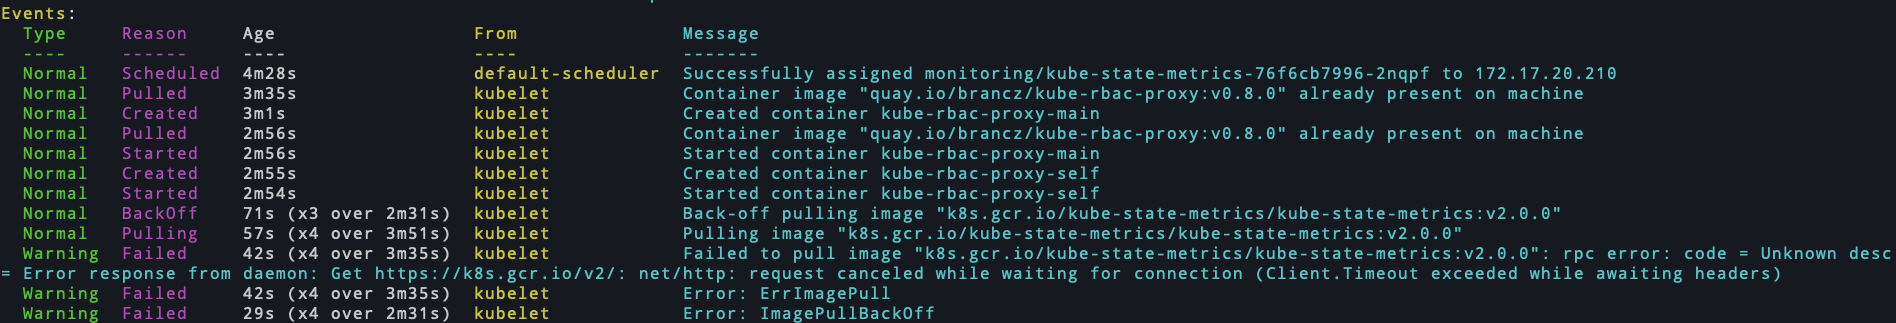 Events:
Type Reason Age From Message
---- ------ ---- ---- -------
Normal Scheduled 4m28s default-scheduler Successfully assigned monitoring/kube-state-metrics-76f6cb7996-2nqpf to 172.17.20.210
Normal Pulled 3m35s kubelet Container image "quay.io/brancz/kube-rbac-proxy:v0.8.0" already present on machine
Normal Created 3m1s kubelet Created container kube-rbac-proxy-main
Normal Pulled 2m56s kubelet Container image "quay.io/brancz/kube-rbac-proxy:v0.8.0" already present on machine
Normal Started 2m56s kubelet Started container kube-rbac-proxy-main
Normal Created 2m55s kubelet Created container kube-rbac-proxy-self
Normal Started 2m54s kubelet Started container kube-rbac-proxy-self
Normal BackOff 71s (x3 over 2m31s) kubelet Back-off pulling image "k8s.gcr.io/kube-state-metrics/kube-state-metrics:v2.0.0"
Normal Pulling 57s (x4 over 3m51s) kubelet Pulling image "k8s.gcr.io/kube-state-metrics/kube-state-metrics:v2.0.0"
Warning Failed 42s (x4 over 3m35s) kubelet Failed to pull image "k8s.gcr.io/kube-state-metrics/kube-state-metrics:v2.0.0": rpc error: code = Unknown desc
= Error response from daemon: Get https://k8s.gcr.io/v2/: net/http: request canceled while waiting for connection (Client.Timeout exceeded while awaiting headers)
Warning Failed 42s (x4 over 3m35s) kubelet Error: ErrImagePull
Warning Failed 29s (x4 over 2m31s) kubelet Error: ImagePullBackOff